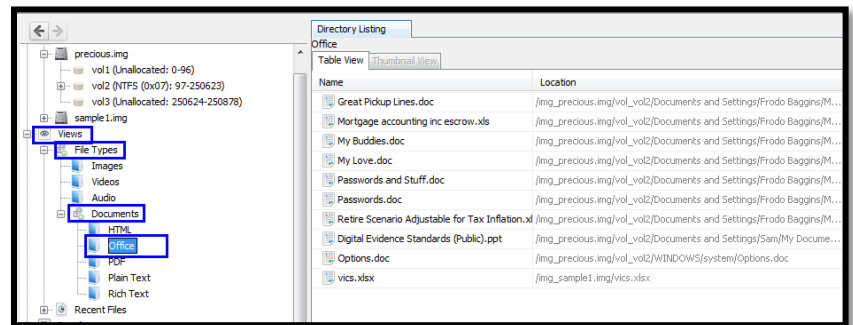 precious.img
vol1 (Unallocated: 0-96)
vol2 (NTFS (0x07): 97-250623)
vol3 (Unallocated: 250624-250878)
sample1.img
Views
File Types
Images
Videos
Audio
Documents
HTML
Office
PDF
Plain Text
Rich Text
Recent Files
Directory Listing
Office
Table View Thumbnail View
Name Location
Great Pickup Lines.doc /img_precious.img/vol_vol2/Documents and Settings/Frodo Baggins/M...
Mortgage accounting inc escrow.xls /img_precious.img/vol_vol2/Documents and Settings/Frodo Baggins/M...
My Buddies.doc /img_precious.img/vol_vol2/Documents and Settings/Frodo Baggins/M...
My Love.doc /img_precious.img/vol_vol2/Documents and Settings/Frodo Baggins/M...
Passwords and Stuff.doc /img_precious.img/vol_vol2/Documents and Settings/Frodo Baggins/M...
Passwords.doc /img_precious.img/vol_vol2/Documents and Settings/Frodo Baggins/M...
Retire Scenario Adjustable for Tax Inflation.xl /img_precious.img/vol_vol2/Documents and Settings/Frodo Baggins/M...
Digital Evidence Standards (Public).ppt /img_precious.img/vol_vol2/Documents and Settings/Sam/My Docume...
Options.doc /img_precious.img/vol_vol2/WINDOWS/system/Options.doc
vics.xlsx /img_sample1.img/vics.xlsx